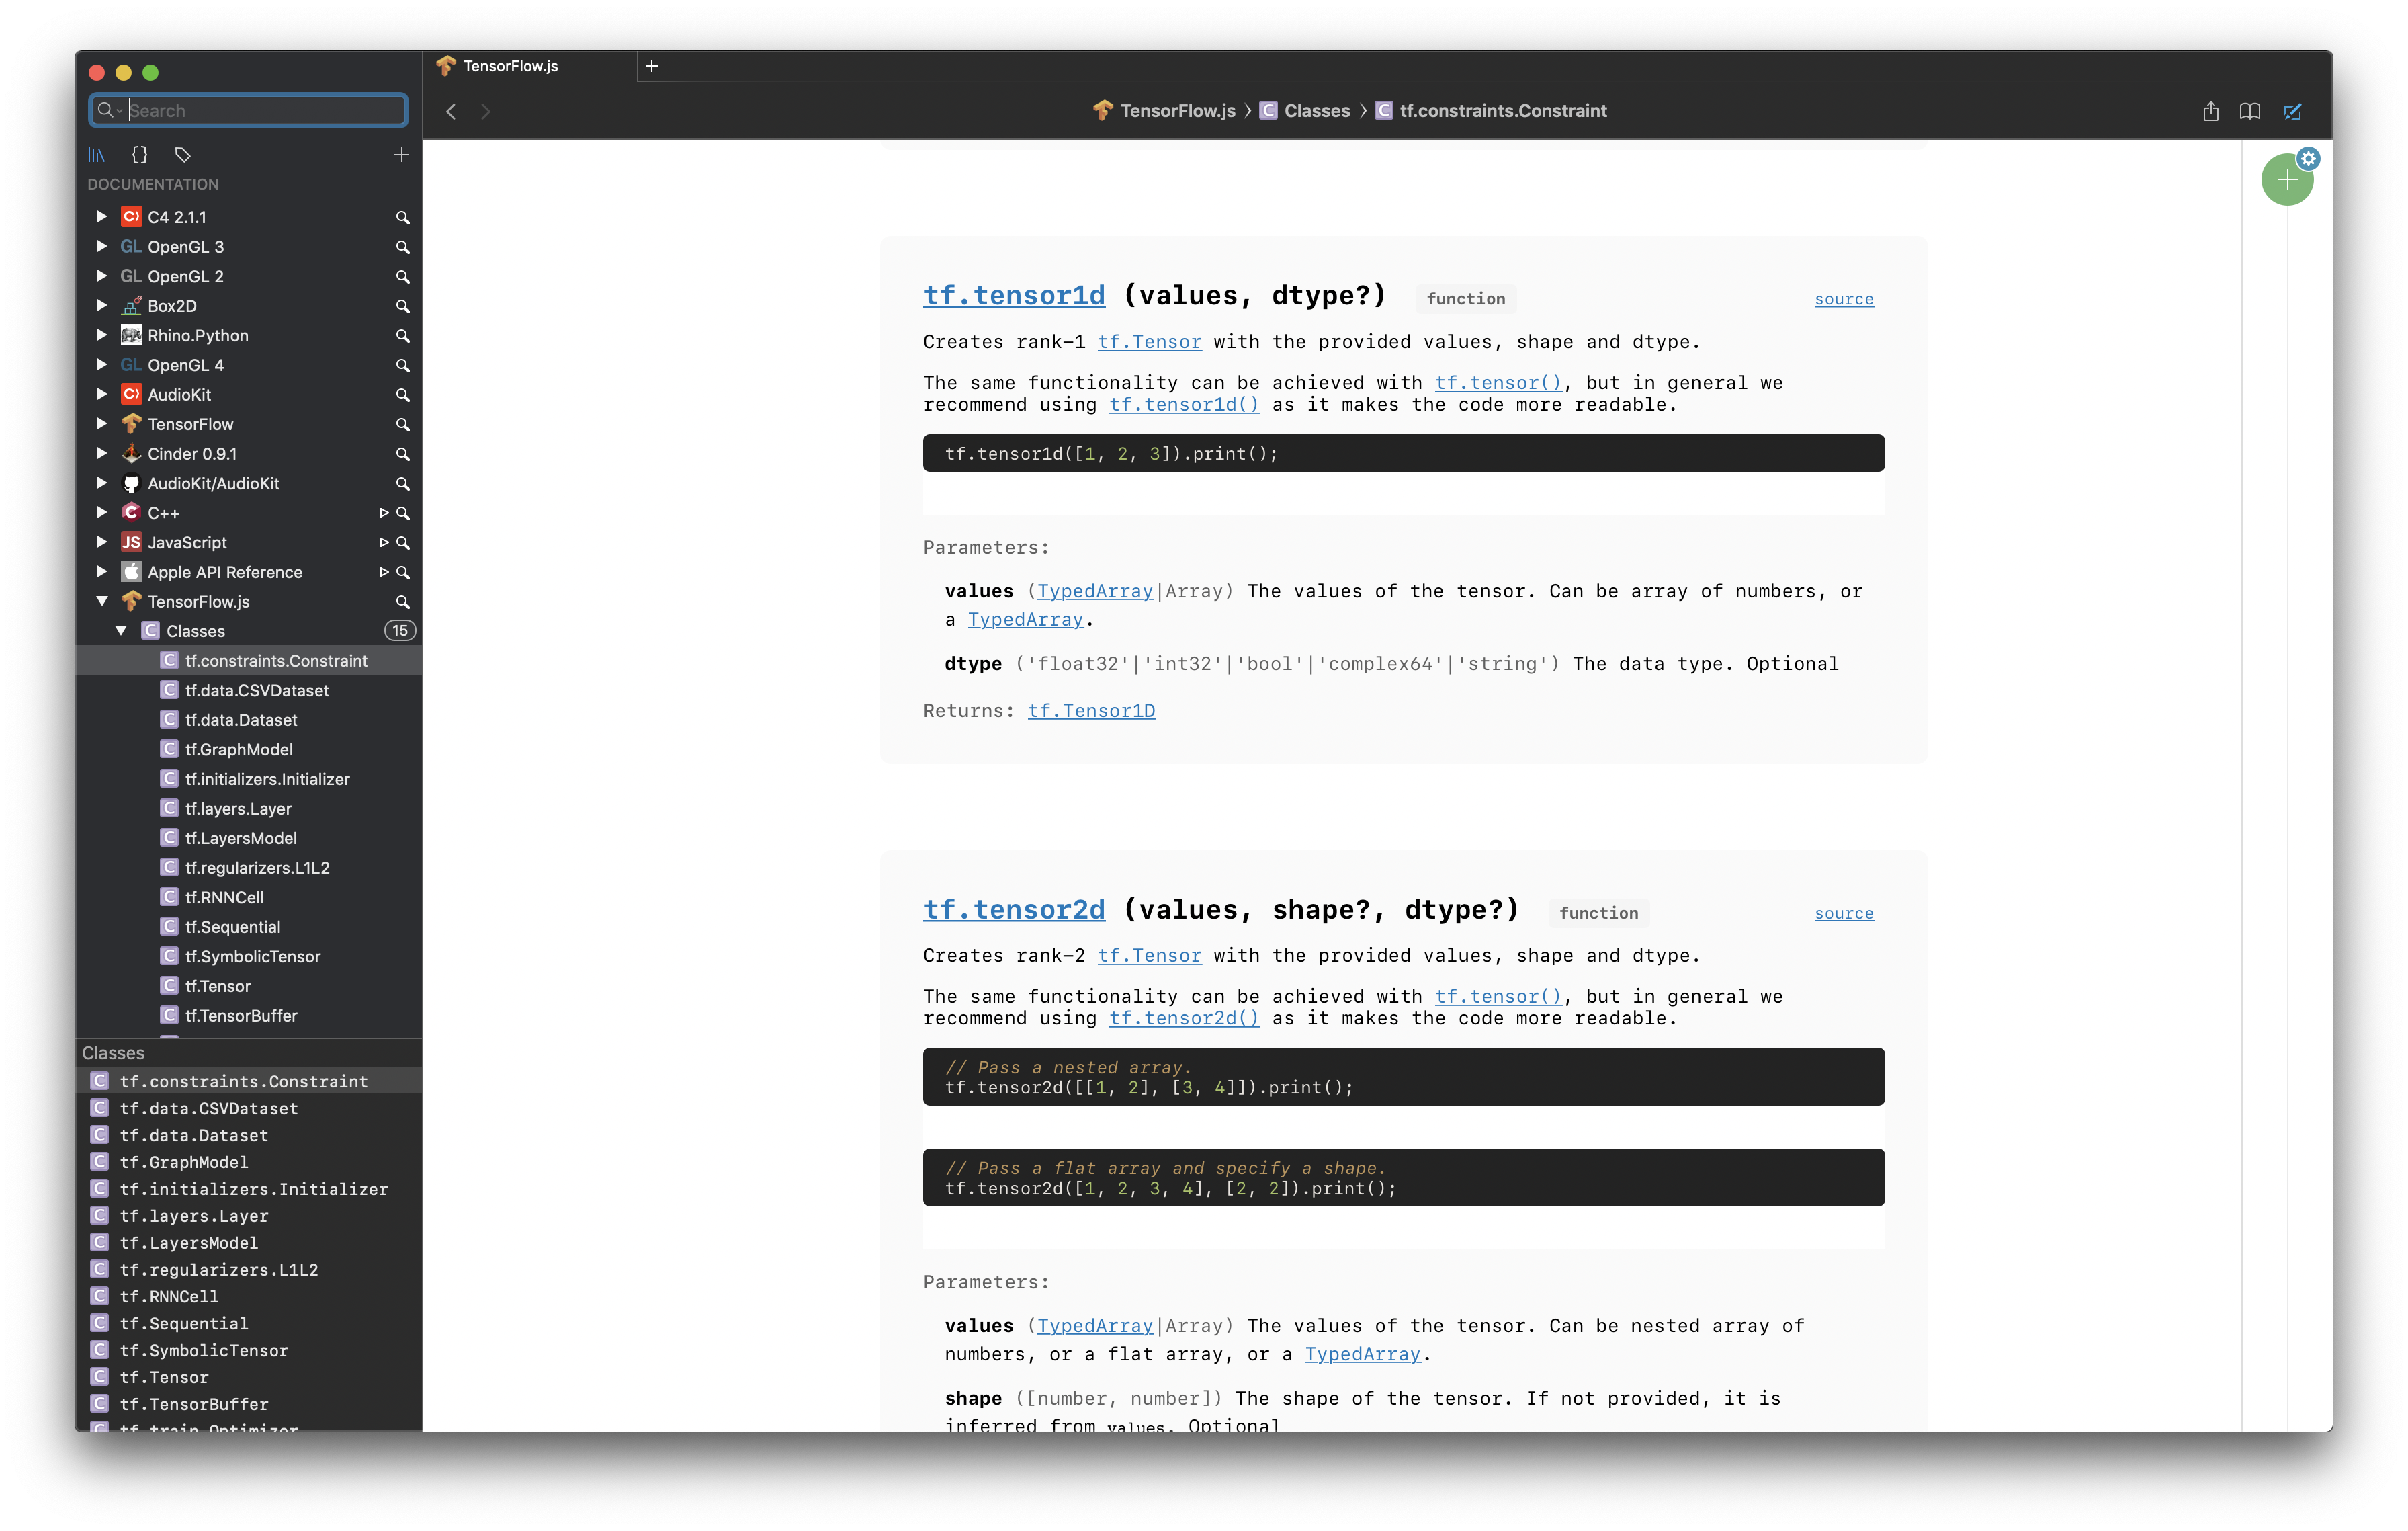 TensorFlow.js
Search
TensorFlow.js 〉 C Classes 〉 C tf.constraints.Constraint
DOCUMENTATION
C4 2.1.1
GL OpenGL 3
GL OpenGL 2
Box2D
Rhino.Python
GL OpenGL 4
AudioKit
TensorFlow
Cinder 0.9.1
AudioKit/AudioKit
C++
JS JavaScript
Apple API Reference
TensorFlow.js
C Classes 15
C tf.constraints.Constraint
C tf.data.CSVDataset
C tf.data.Dataset
C tf.GraphModel
C tf.initializers.Initializer
C tf.layers.Layer
C tf.LayersModel
C tf.regularizers.L1L2
C tf.RNNCell
C tf.Sequential
C tf.SymbolicTensor
C tf.Tensor
C tf.TensorBuffer
Classes
C tf.constraints.Constraint
C tf.data.CSVDataset
C tf.data.Dataset
C tf.GraphModel
C tf.initializers.Initializer
C tf.layers.Layer
C tf.LayersModel
C tf.regularizers.L1L2
C tf.RNNCell
C tf.Sequential
C tf.SymbolicTensor
C tf.Tensor
C tf.TensorBuffer
C tf.train.Optimizer
tf.tensor1d (values, dtype?) function source
Creates rank-1 tf.Tensor with the provided values, shape and dtype.
The same functionality can be achieved with tf.tensor(), but in general we
recommend using tf.tensor1d() as it makes the code more readable.
tf.tensor1d([1, 2, 3]).print();
Parameters:
values (TypedArray|Array) The values of the tensor. Can be array of numbers, or
a TypedArray.
dtype ('float32'|'int32'|'bool'|'complex64'|'string') The data type. Optional
Returns: tf.Tensor1D
tf.tensor2d (values, shape?, dtype?) function source
Creates rank-2 tf.Tensor with the provided values, shape and dtype.
The same functionality can be achieved with tf.tensor(), but in general we
recommend using tf.tensor2d() as it makes the code more readable.
// Pass a nested array.
tf.tensor2d([[1, 2], [3, 4]]).print();
// Pass a flat array and specify a shape.
tf.tensor2d([1, 2, 3, 4], [2, 2]).print();
Parameters:
values (TypedArray|Array) The values of the tensor. Can be nested array of
numbers, or a flat array, or a TypedArray.
shape ([number, number]) The shape of the tensor. If not provided, it is
inferred from values. Optional